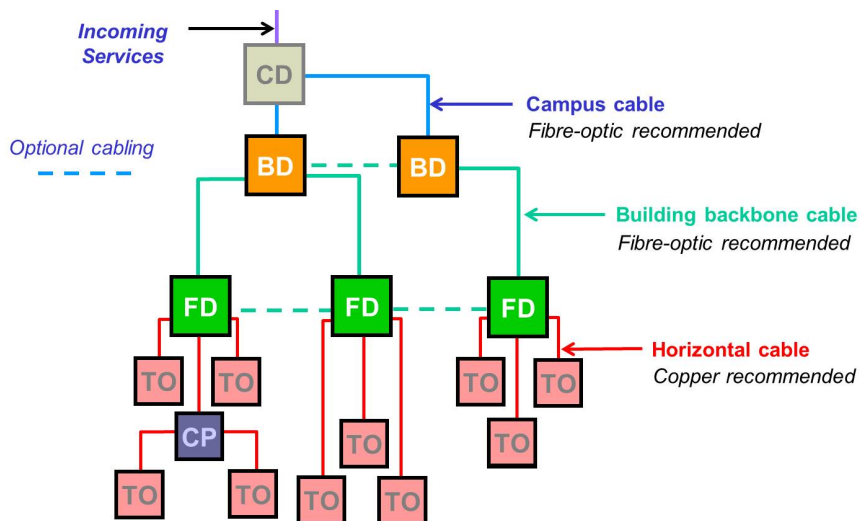 Incoming
Services
CD
Campus cable
Fibre-optic recommended
Optional cabling
BD
BD
Building backbone cable
Fibre-optic recommended
FD
FD
FD
Horizontal cable
Copper recommended
TO
TO
TO
TO
CP
TO
TO
TO
TO
TO
TO